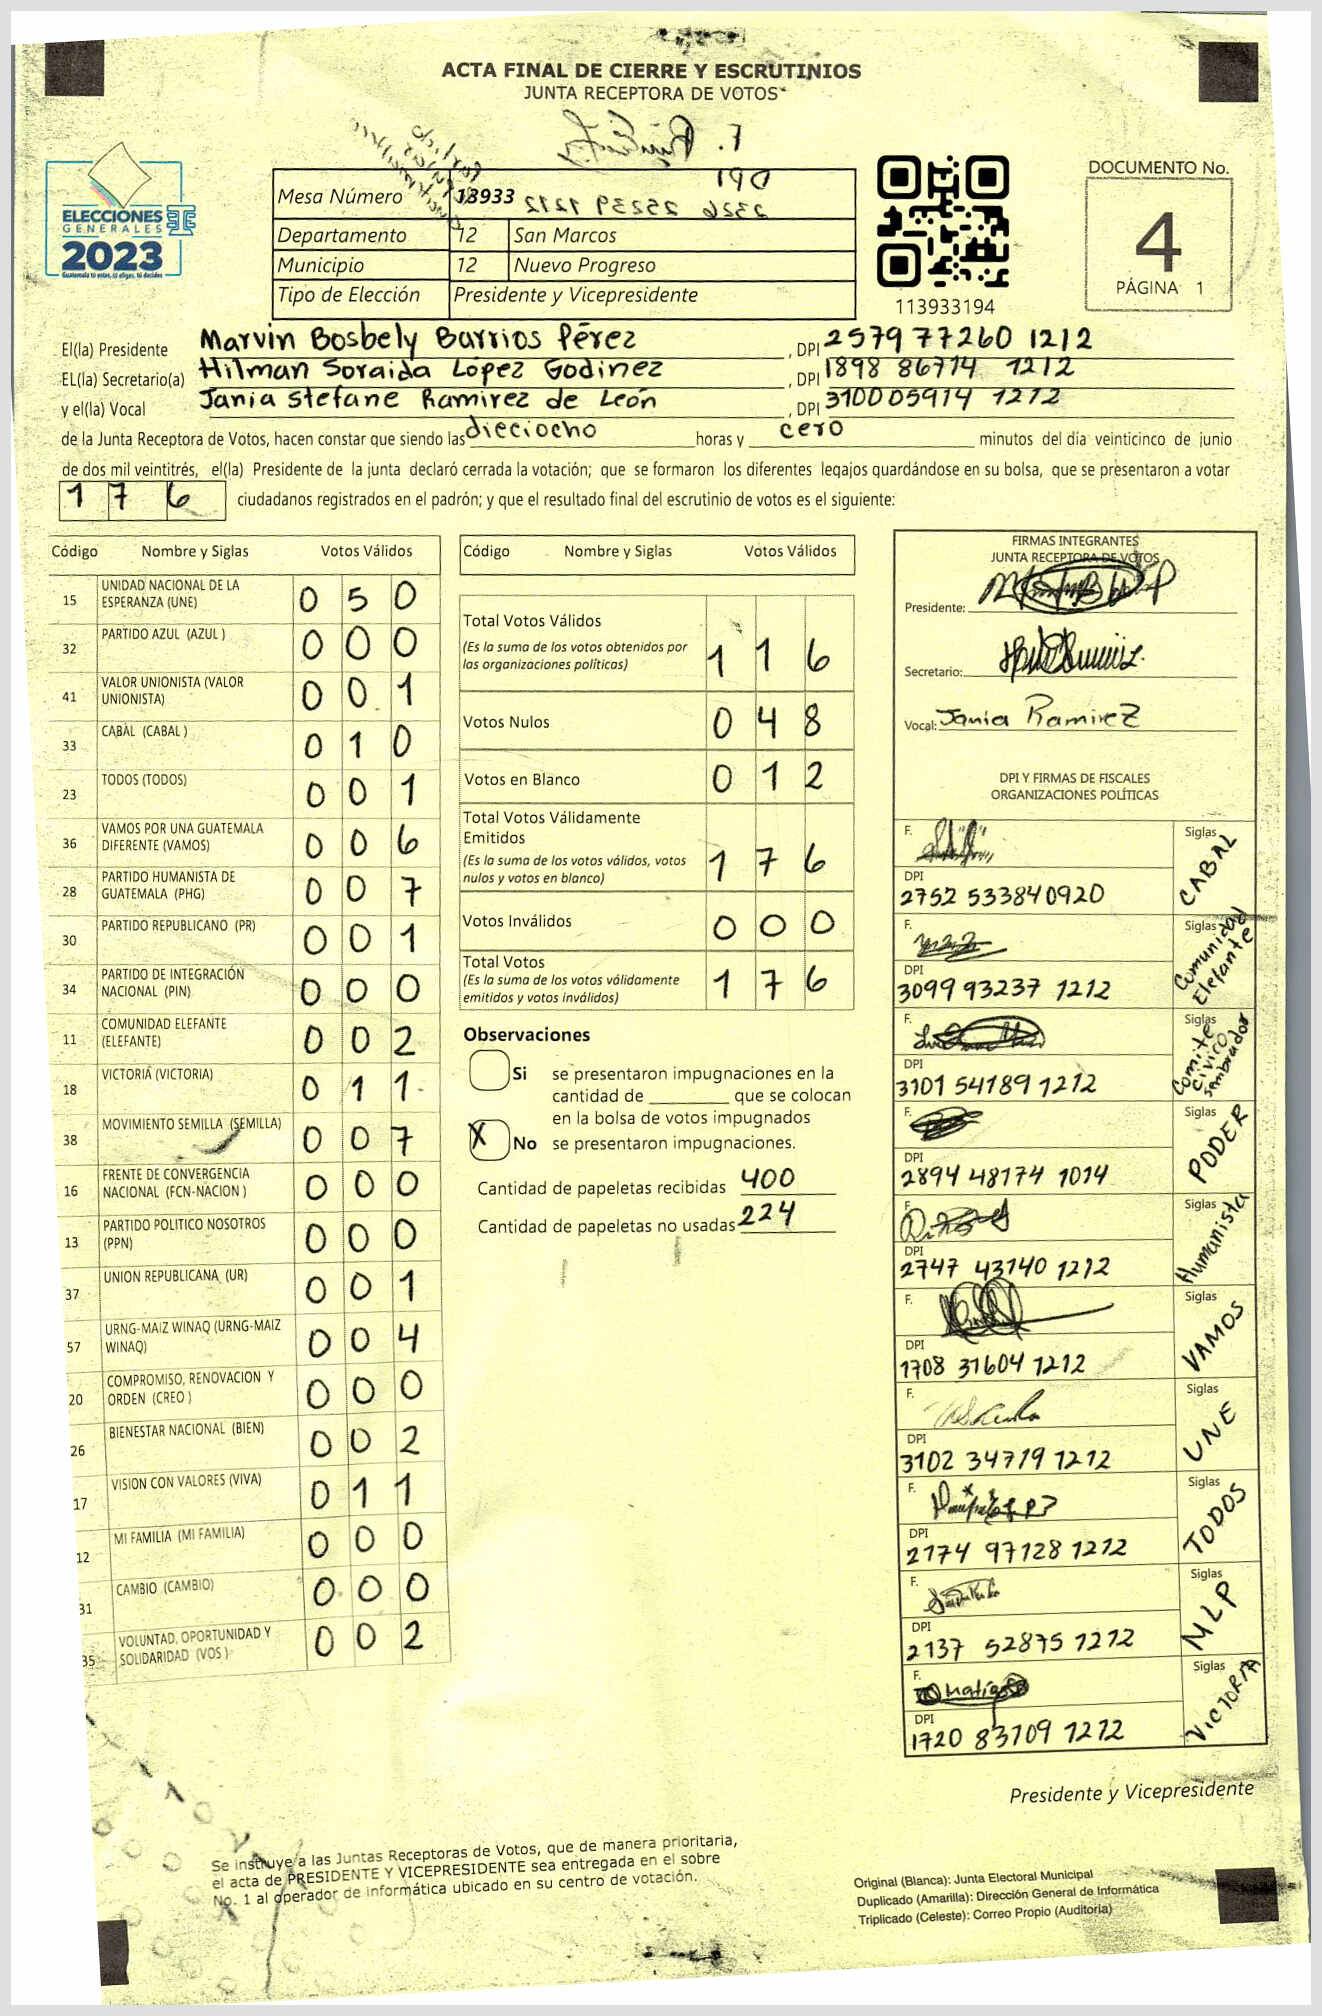 ACTA FINAL DE CIERRE Y ESCRUTINIOS
JUNTA RECEPTORA DE VOTOS
ELECCIONES
GENERALES
2023
Mesa Número 13933
Departamento 12 San Marcos
Municipio 12 Nuevo Progreso
Tipo de Elección Presidente y Vicepresidente
113933194
DOCUMENTO No.
4
PÁGINA 1
El(la) Presidente Marvin Bosbely Barrios Pérez, DPI 2579 77260 1212
EL(la) Secretario(a) Hilman Soraida López Godinez, DPI 1898 86714 1212
y el(la) Vocal Jania Stefane Ramirez de León, DPI 3100 05914 1212
de la Junta Receptora de Votos, hacen constar que siendo las dieciocho horas y cero minutos del día veinticinco de junio
de dos mil veintitrés, el(la) Presidente de la junta declaró cerrada la votación; que se formaron los diferentes legajos quardándose en su bolsa, que se presentaron a votar
176 ciudadanos registrados en el padrón; y que el resultado final del escrutinio de votos es el siguiente:
Código Nombre y Siglas Votos Válidos
15 UNIDAD NACIONAL DE LA ESPERANZA (UNE) 0 5 0
32 PARTIDO AZUL (AZUL ) 0 0 0
41 VALOR UNIONISTA (VALOR UNIONISTA) 0 0 1
33 CABAL (CABAL ) 0 1 0
23 TODOS (TODOS) 0 0 1
36 VAMOS POR UNA GUATEMALA DIFERENTE (VAMOS) 0 0 6
28 PARTIDO HUMANISTA DE GUATEMALA (PHG) 0 0 7
30 PARTIDO REPUBLICANO (PR) 0 0 1
34 PARTIDO DE INTEGRACIÓN NACIONAL (PIN) 0 0 0
11 COMUNIDAD ELEFANTE (ELEFANTE) 0 0 2
18 VICTORIA (VICTORIA) 0 1 1
38 MOVIMIENTO SEMILLA (SEMILLA) 0 0 7
16 FRENTE DE CONVERGENCIA NACIONAL (FCN-NACION ) 0 0 0
13 PARTIDO POLITICO NOSOTROS (PPN) 0 0 0
37 UNION REPUBLICANA (UR) 0 0 1
57 URNG-MAIZ WINAQ (URNG-MAIZ WINAQ) 0 0 4
20 COMPROMISO, RENOVACION Y ORDEN (CREO ) 0 0 0
26 BIENESTAR NACIONAL (BIEN) 0 0 2
17 VISION CON VALORES (VIVA) 0 1 1
12 MI FAMILIA (MI FAMILIA) 0 0 0
31 CAMBIO (CAMBIO) 0 0 0
35 VOLUNTAD, OPORTUNIDAD Y SOLIDARIDAD (VOS ) 0 0 2
Código Nombre y Siglas Votos Válidos
Total Votos Válidos
(Es la suma de los votos obtenidos por las organizaciones políticas) 1 1 6
Votos Nulos 0 4 8
Votos en Blanco 0 1 2
Total Votos Válidamente Emitidos
(Es la suma de los votos válidos, votos nulos y votos en blanco) 1 7 6
Votos Inválidos 0 0 0
Total Votos
(Es la suma de los votos válidamente emitidos y votos inválidos) 1 7 6
Observaciones
Si se presentaron impugnaciones en la
cantidad de ________ que se colocan
en la bolsa de votos impugnados
X No se presentaron impugnaciones.
Cantidad de papeletas recibidas 400
Cantidad de papeletas no usadas 224
FIRMAS INTEGRANTES
JUNTA RECEPTORA DE VOTOS
Presidente:
Secretario:
Vocal: Jania Ramirez
DPI Y FIRMAS DE FISCALES
ORGANIZACIONES POLÍTICAS
F. Siglas CABAL
DPI 2752 53384 0920
F. Siglas Comunidad Elefante
DPI 3099 93237 1212
F. Siglas Comite Civico Sembrador
DPI 3101 54189 1212
F. Siglas PODER
DPI 2894 48174 1014
F. Siglas Humanista
DPI 2747 43140 1212
F. Siglas VAMOS
DPI 1708 31604 1212
F. Siglas UNE
DPI 3102 34719 1212
F. Siglas TODOS
DPI 2174 97128 1212
F. Siglas MLP
DPI 2137 52875 1212
F. Siglas VICTORIA
DPI 1720 83109 1212
Presidente y Vicepresidente
Se instruye a las Juntas Receptoras de Votos, que de manera prioritaria,
el acta de PRESIDENTE Y VICEPRESIDENTE sea entregada en el sobre
No. 1 al operador de informática ubicado en su centro de votación.
Original (Blanca): Junta Electoral Municipal
Duplicado (Amarilla): Dirección General de Informática
Triplicado (Celeste): Correo Propio (Auditoria)